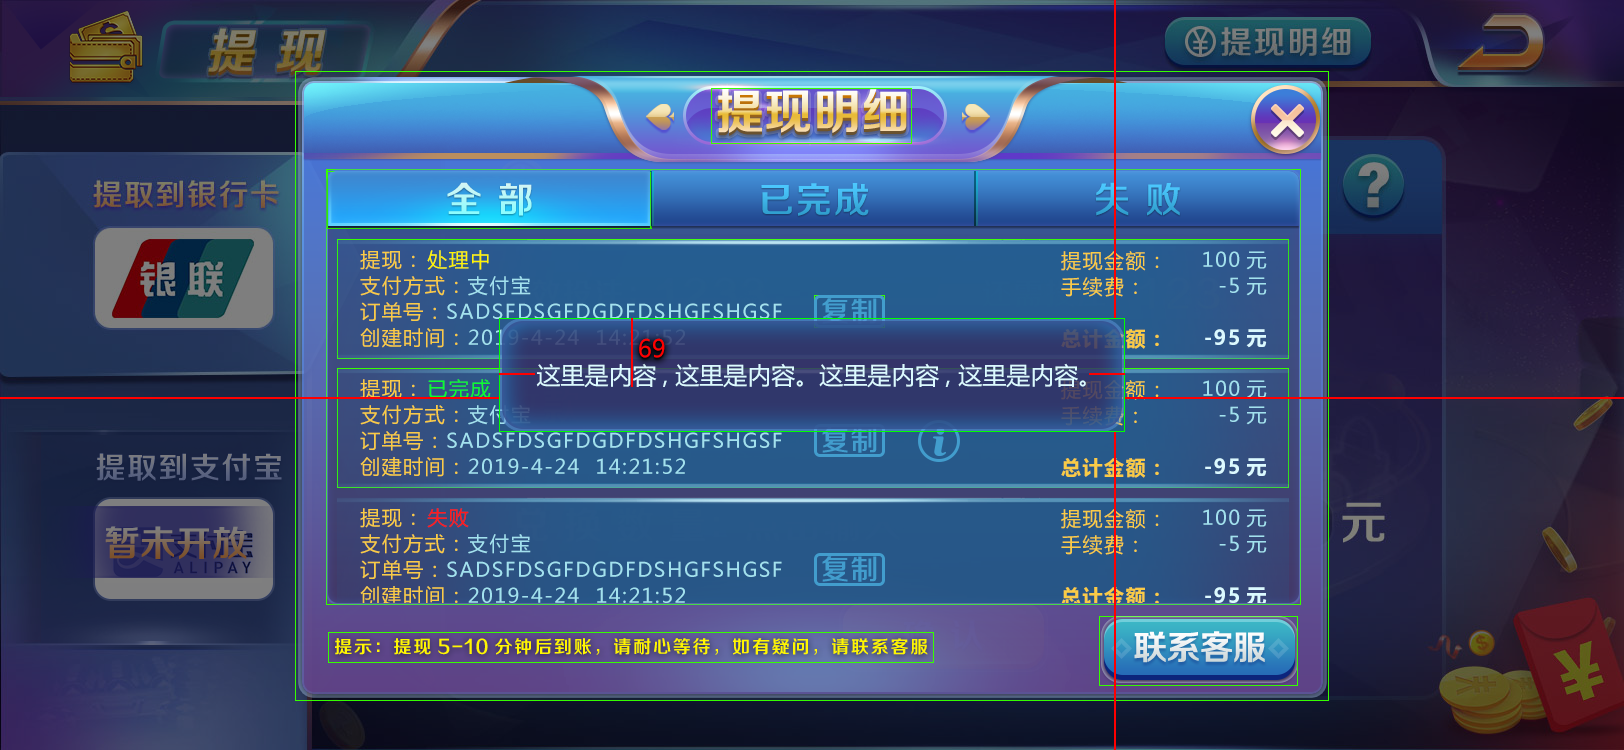 提 现
提现明细
提现明细
全 部
已完成
失 败
?
提取到银行卡
银联
提取到支付宝
暂未开放
ALIPAY
元
提现：处理中
提现金额： 100 元
支付方式：支付宝
手续费： -5 元
订单号：SADSFDSGFDGDFDSHGFSHGSF 复制
创建时间：2019-4-24 14:21:52
总计金额： -95 元
69
这里是内容，这里是内容。这里是内容，这里是内容。
提现：已完成
提现金额： 100 元
支付方式：支付宝
手续费： -5 元
订单号：SADSFDSGFDGDFDSHGFSHGSF 复制 i
创建时间：2019-4-24 14:21:52
总计金额： -95 元
提现：失败
提现金额： 100 元
支付方式：支付宝
手续费： -5 元
订单号：SADSFDSGFDGDFDSHGFSHGSF 复制
创建时间：2019-4-24 14:21:52
总计金额： -95 元
提示：提现 5-10 分钟后到账，请耐心等待，如有疑问，请联系客服
联系客服